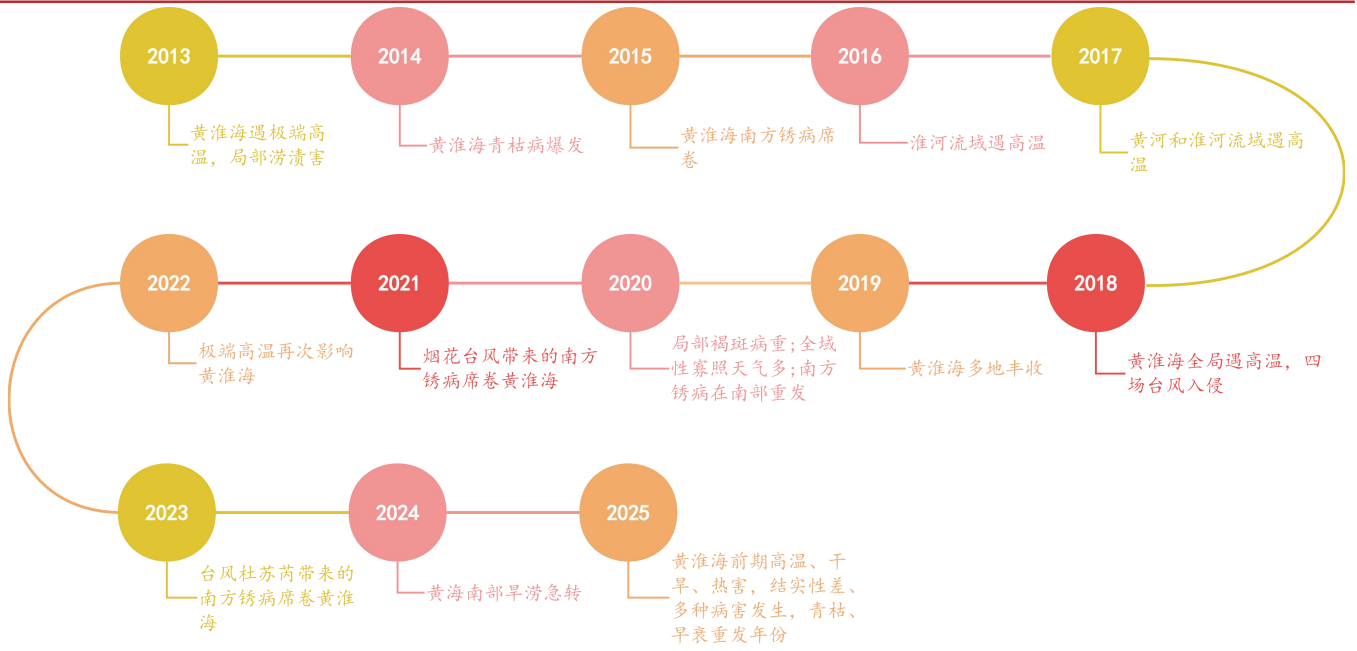 2013
2014
2015
2016
2017
黄淮海遇极端高
温，局部涝渍害
黄淮海青枯病爆发
黄淮海南方锈病席
卷
淮河流域遇高温
黄河和淮河流域遇高
温
2022
2021
2020
2019
2018
极端高温再次影响
黄淮海
烟花台风带来的南方
锈病席卷黄淮海
局部褐斑病重；全域
性寡照天气多；南方
锈病在南部重发
黄淮海多地丰收
黄淮海全局遇高温，四
场台风入侵
2023
2024
2025
台风杜苏芮带来的
南方锈病席卷黄淮
海
黄海南部旱涝急转
黄淮海前期高温、干
旱、热害，结实性差、
多种病害发生，青枯、
早衰重发年份